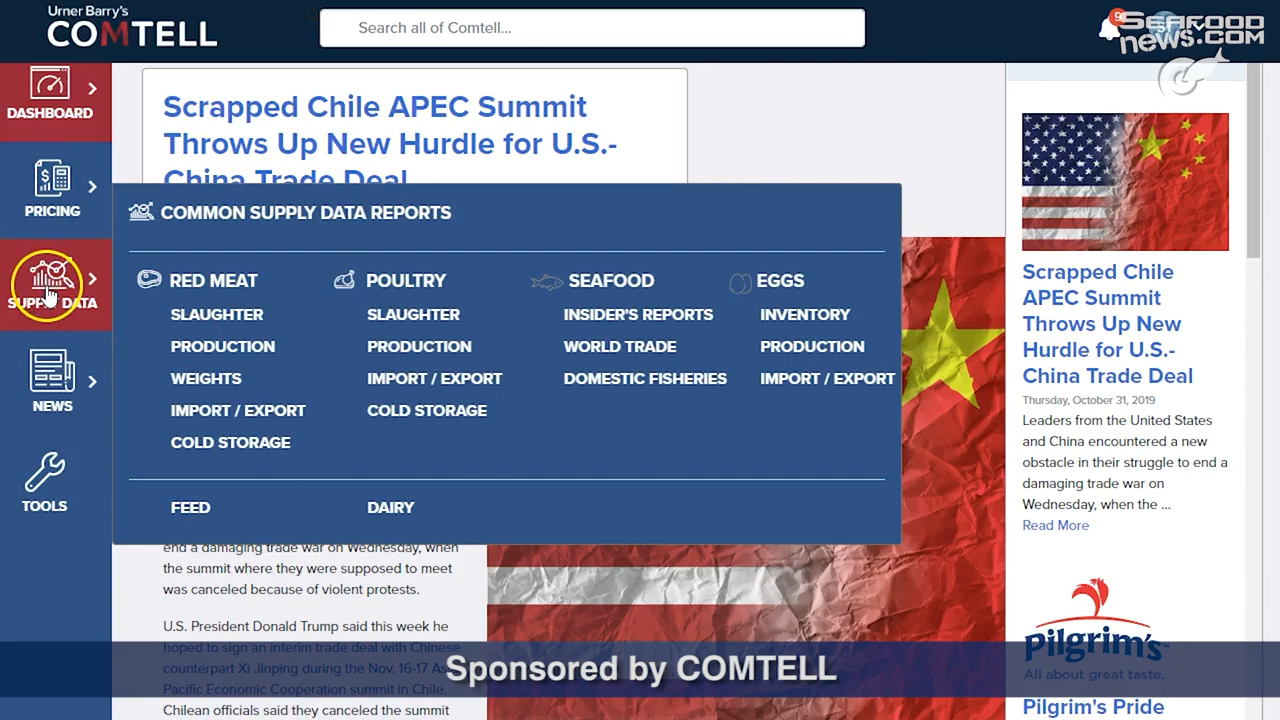 Urner Barry's
COMTELL
Search all of Comtell...
9
SEAFOOD
NEWS.COM
DASHBOARD
PRICING
SUPPLY DATA
NEWS
TOOLS
Scrapped Chile APEC Summit
Throws Up New Hurdle for U.S.-
China Trade Deal
COMMON SUPPLY DATA REPORTS
RED MEAT
SLAUGHTER
PRODUCTION
WEIGHTS
IMPORT / EXPORT
COLD STORAGE
POULTRY
SLAUGHTER
PRODUCTION
IMPORT / EXPORT
COLD STORAGE
SEAFOOD
INSIDER'S REPORTS
WORLD TRADE
DOMESTIC FISHERIES
EGGS
INVENTORY
PRODUCTION
IMPORT / EXPORT
FEED
DAIRY
end a damaging trade war on Wednesday, when
the summit where they were supposed to meet
was canceled because of violent protests.
U.S. President Donald Trump said this week he
hoped to sign an interim trade deal with Chinese
counterpart Xi Jinping during the Nov. 16-17 As
Pacific Economic Cooperation summit in Chile.
Chilean officials said they canceled the summit
Scrapped Chile
APEC Summit
Throws Up New
Hurdle for U.S.-
China Trade Deal
Thursday, October 31, 2019
Leaders from the United States
and China encountered a new
obstacle in their struggle to end a
damaging trade war on
Wednesday, when the ...
Read More
Pilgrim's
All about great taste.
Pilgrim's Pride
Sponsored by COMTELL